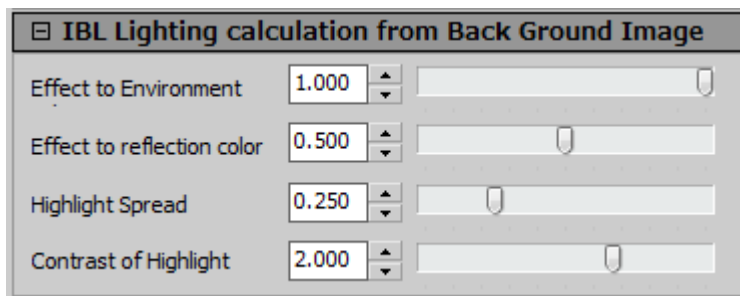 IBL Lighting calculation from Back Ground Image
Effect to Environment 1.000
Effect to reflection color 0.500
Highlight Spread 0.250
Contrast of Highlight 2.000